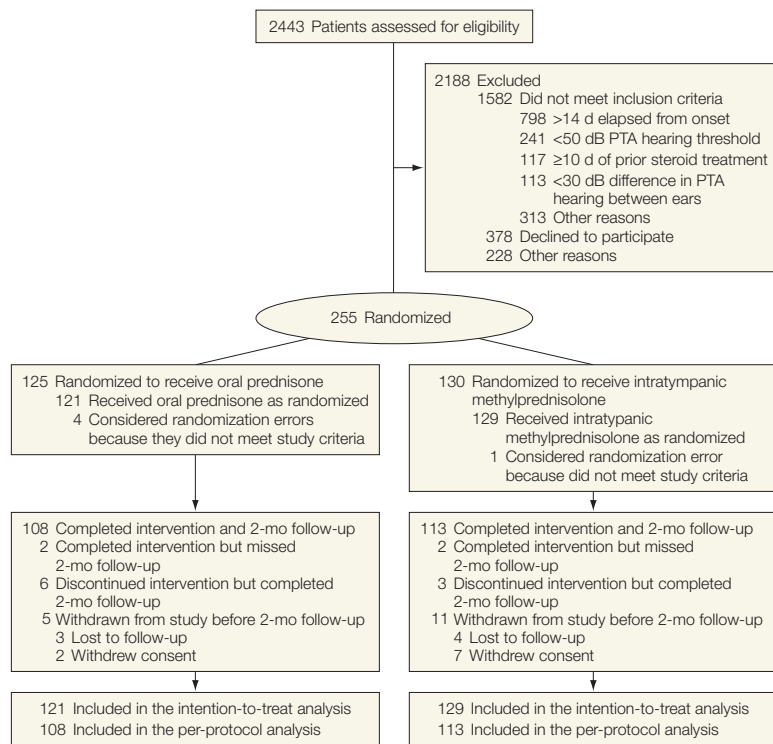 2443 Patients assessed for eligibility
2188 Excluded
1582 Did not meet inclusion criteria
798 >14 d elapsed from onset
241 <50 dB PTA hearing threshold
117 ≥10 d of prior steroid treatment
113 <30 dB difference in PTA
hearing between ears
313 Other reasons
378 Declined to participate
228 Other reasons
255 Randomized
125 Randomized to receive oral prednisone
121 Received oral prednisone as randomized
4 Considered randomization errors
because they did not meet study criteria
130 Randomized to receive intratympanic
methylprednisolone
129 Received intratypanic
methylprednisolone as randomized
1 Considered randomization error
because did not meet study criteria
108 Completed intervention and 2-mo follow-up
2 Completed intervention but missed
2-mo follow-up
6 Discontinued intervention but completed
2-mo follow-up
5 Withdrawn from study before 2-mo follow-up
3 Lost to follow-up
2 Withdrew consent
113 Completed intervention and 2-mo follow-up
2 Completed intervention but missed
2-mo follow-up
3 Discontinued intervention but completed
2-mo follow-up
11 Withdrawn from study before 2-mo follow-up
4 Lost to follow-up
7 Withdrew consent
121 Included in the intention-to-treat analysis
108 Included in the per-protocol analysis
129 Included in the intention-to-treat analysis
113 Included in the per-protocol analysis